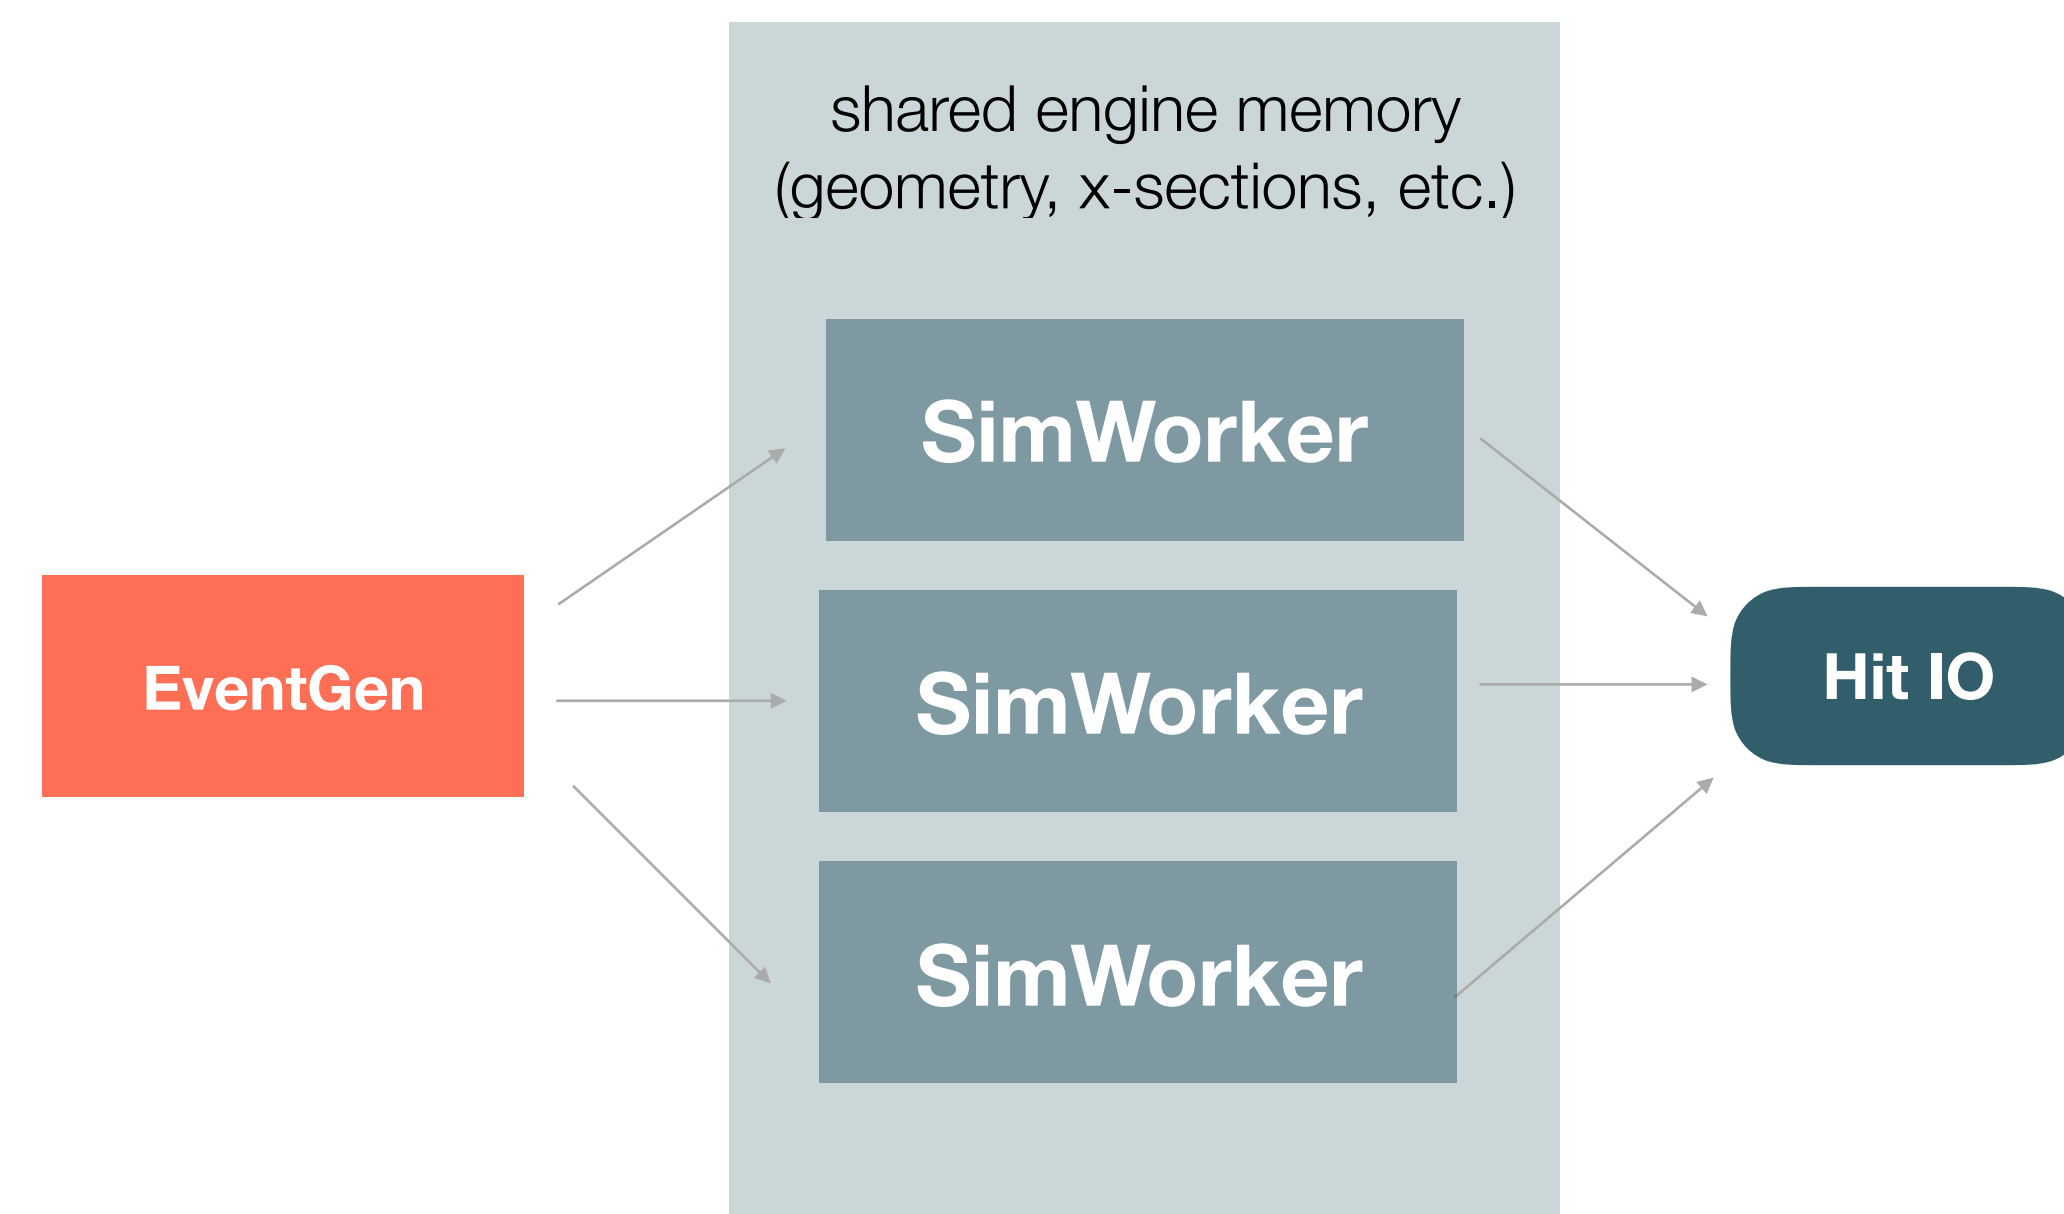 shared engine memory
(geometry, x-sections, etc.)
SimWorker
EventGen
SimWorker
Hit IO
SimWorker